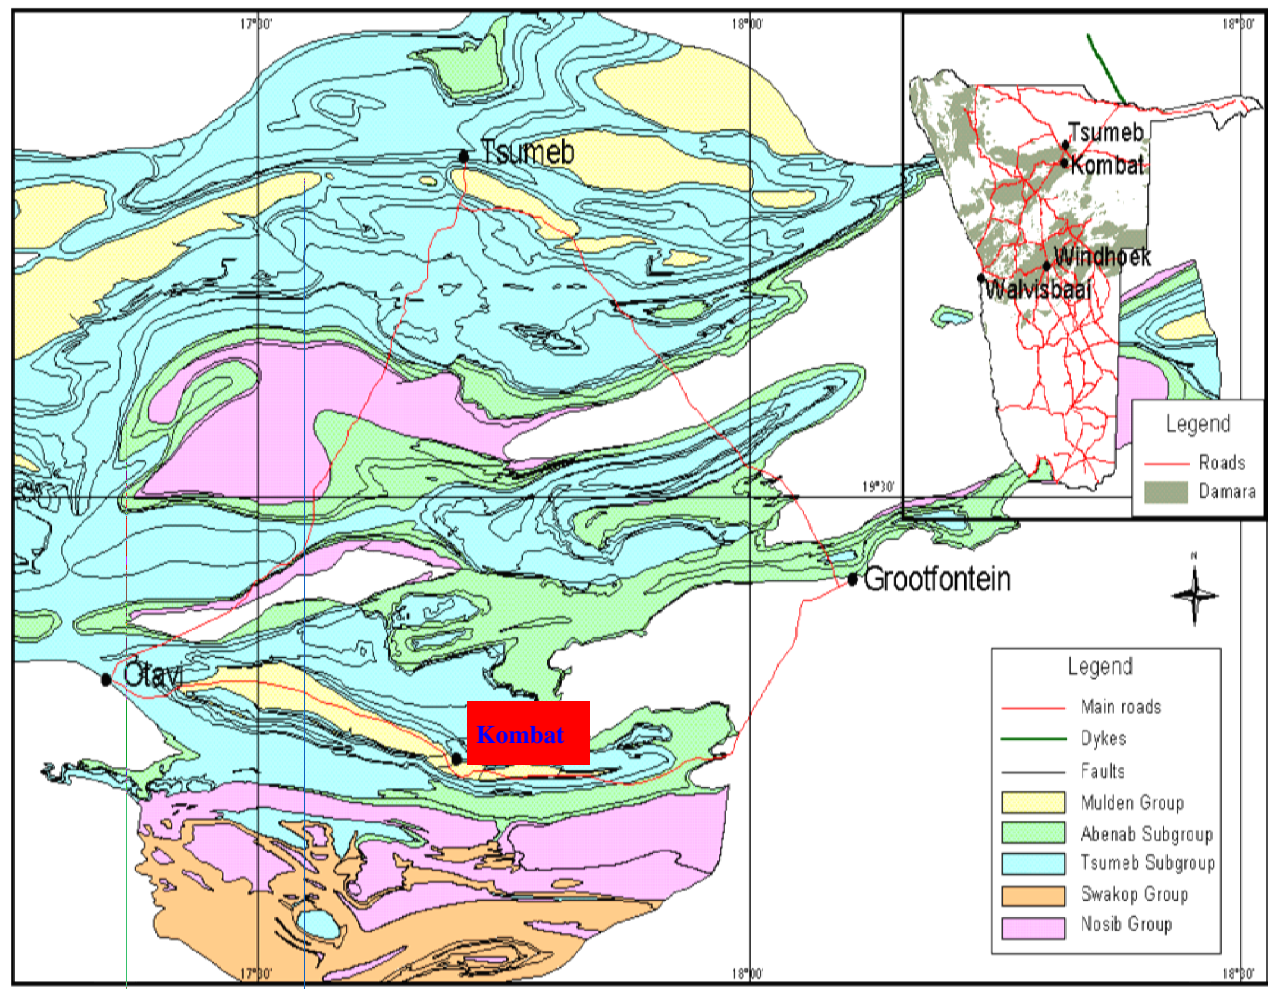 17°30'
18°00'
18°30'
Tsumeb
Tsumeb
Kombat
Windhoek
Walvisbaai
Legend
Roads
Damara
19°30'
Grootfontein
N
Otavi
Kombat
Legend
Main roads
Dykes
Faults
Mulden Group
Abenab Subgroup
Tsumeb Subgroup
Swakop Group
Nosib Group
17°30'
18°00'
18°30'